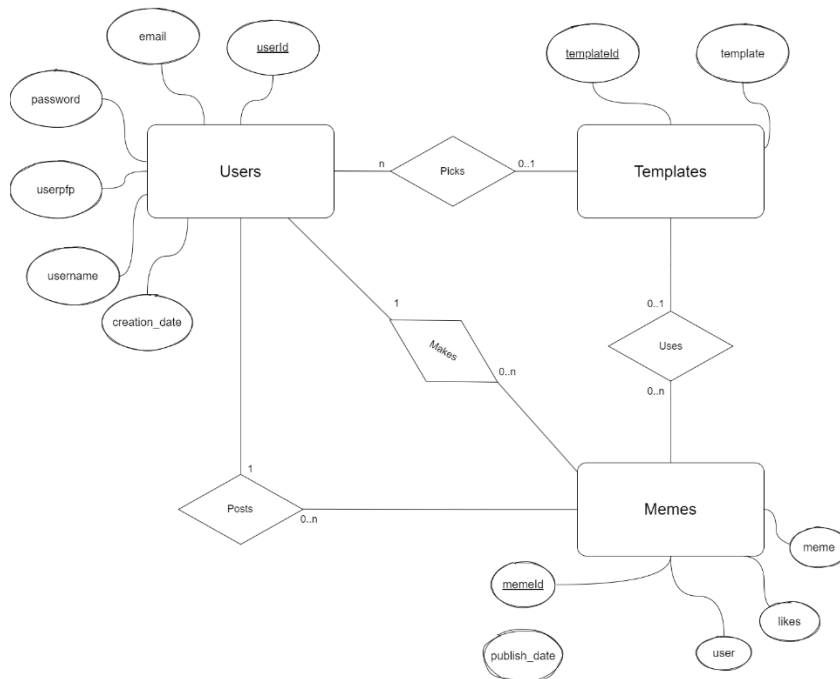 email
userId
templateId
template
password
Users
n
Picks
0..1
Templates
userpfp
username
creation_date
1
Makes
0..n
0..1
Uses
0..n
1
Posts
0..n
Memes
meme
memeId
likes
user
publish_date